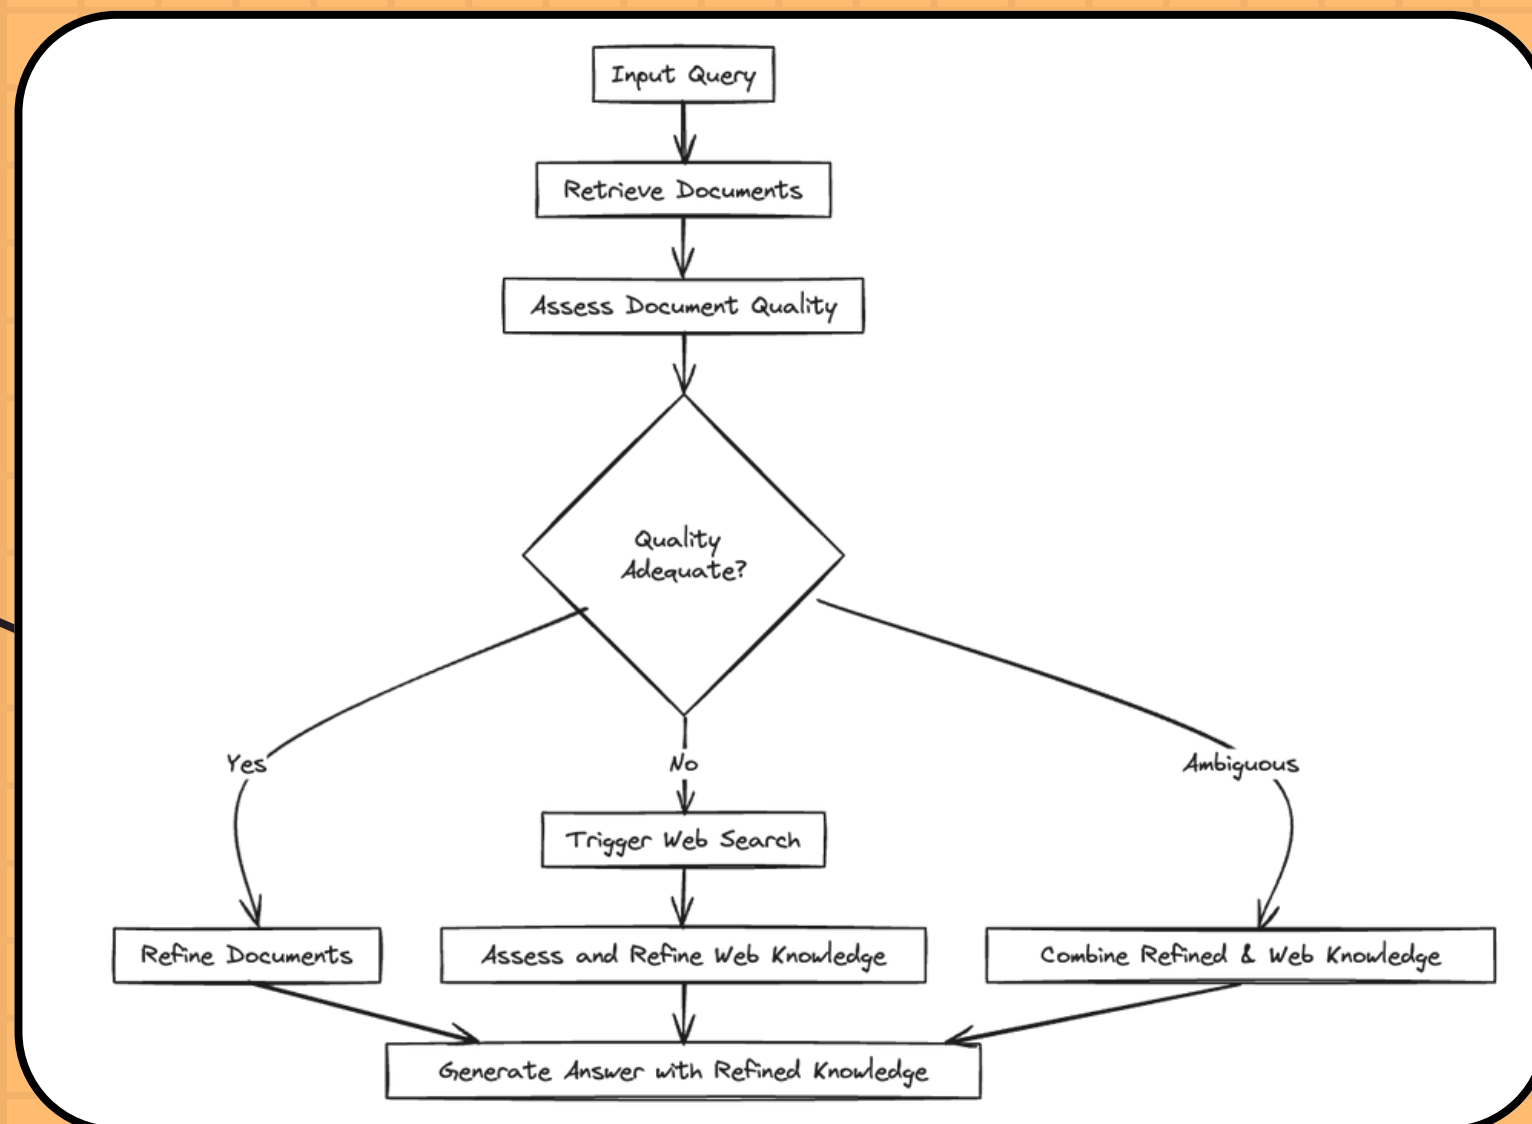 Input Query
Retrieve Documents
Assess Document Quality
Quality
Adequate?
Yes
No
Ambiguous
Trigger Web Search
Refine Documents
Assess and Refine Web Knowledge
Combine Refined & Web Knowledge
Generate Answer with Refined Knowledge